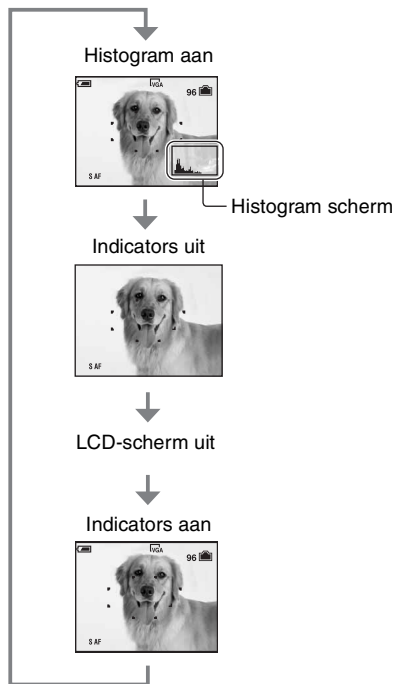 Histogram aan
VGA
96
S AF
Histogram scherm
Indicators uit
S AF
LCD-scherm uit
Indicators aan
VGA
96
S AF